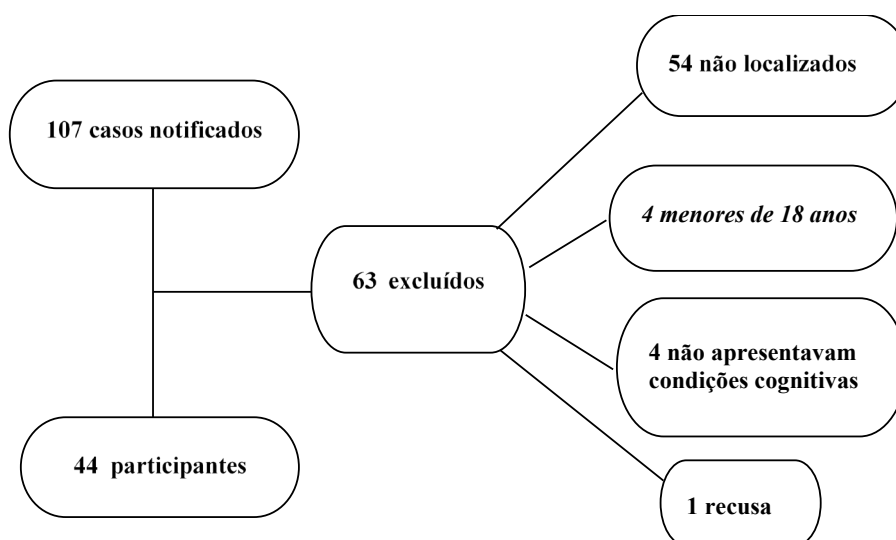 107 casos notificados
63 excluídos
44 participantes
54 não localizados
4 menores de 18 anos
4 não apresentavam
condições cognitivas
1 recusa